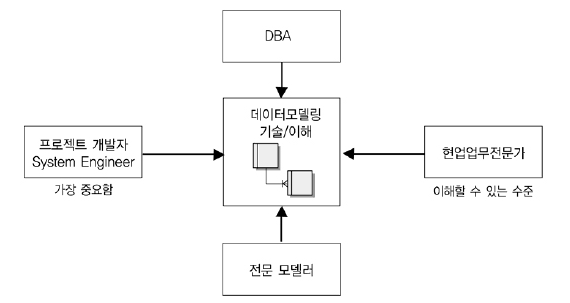 DBA
데이터모델링
기술/이해
프로젝트 개발자
System Engineer
가장 중요함
현업업무전문가
이해할 수 있는 수준
전문 모델러